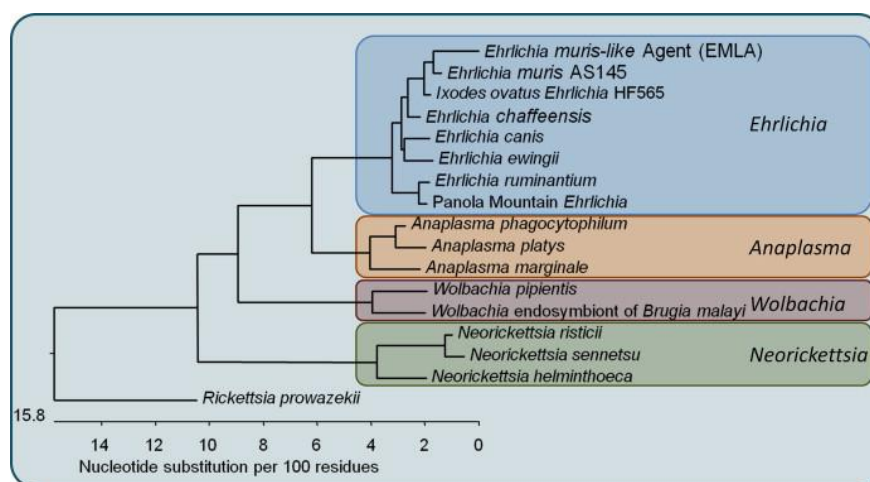 Ehrlichia muris-like Agent (EMLA)
Ehrlichia muris AS145
Ixodes ovatus Ehrlichia HF565
Ehrlichia chaffeensis
Ehrlichia
Ehrlichia canis
Ehrlichia ewingii
Ehrlichia ruminantium
Panola Mountain Ehrlichia
Anaplasma phagocytophilum
Anaplasma platys
Anaplasma
Anaplasma marginale
Wolbachia pipientis
Wolbachia
Wolbachia endosymbiont of Brugia malayi
Neorickettsia risticii
Neorickettsia sennetsu
Neorickettsia
Neorickettsia helminthoeca
Rickettsia prowazekii
15.8
14 12 10 8 6 4 2 0
Nucleotide substitution per 100 residues